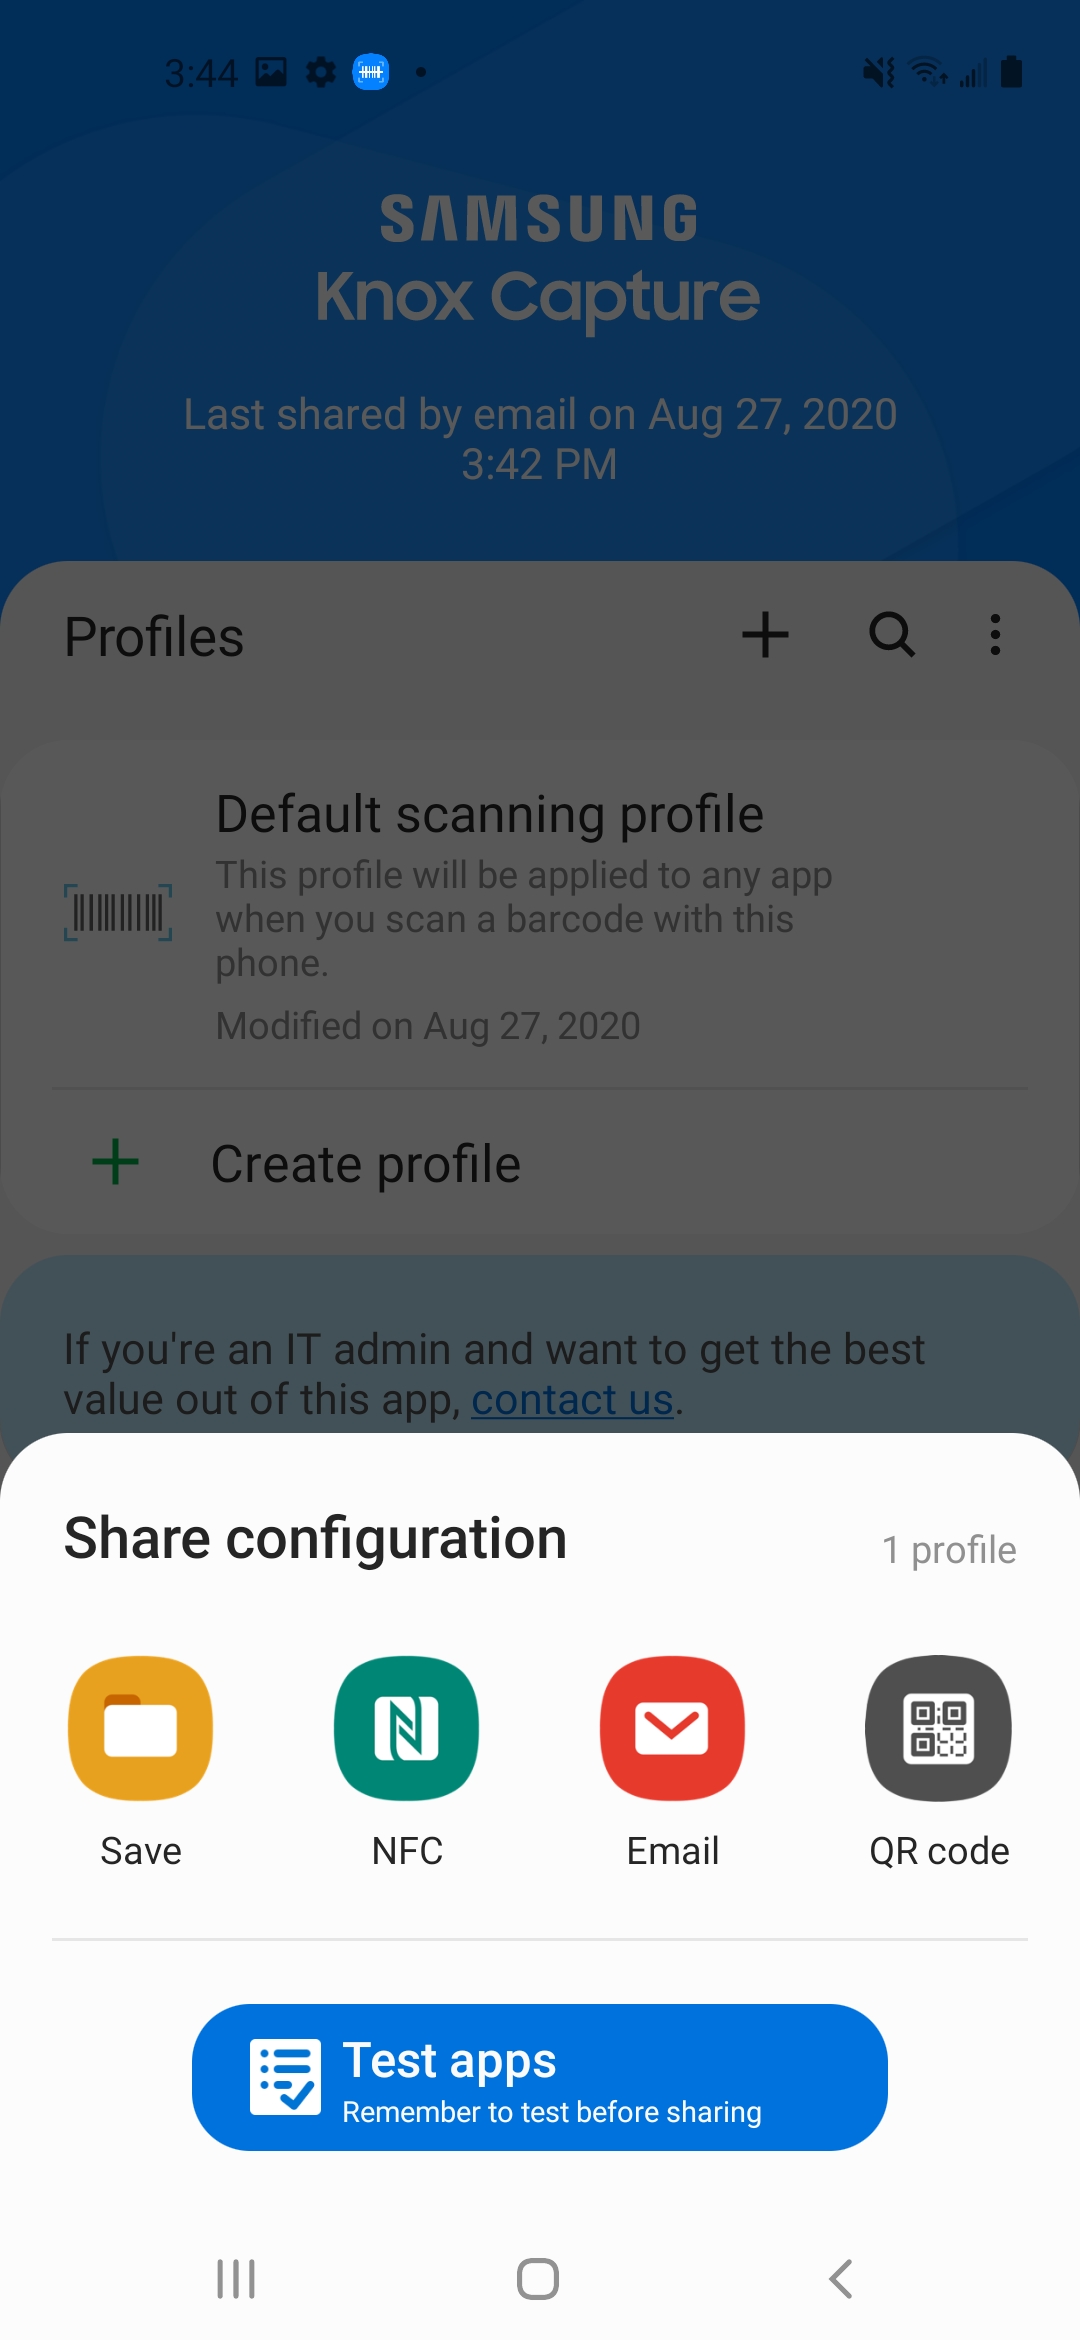 3:44
SAMSUNG
Knox Capture
Last shared by email on Aug 27, 2020
3:42 PM
Profiles
Default scanning profile
This profile will be applied to any app
when you scan a barcode with this
phone.
Modified on Aug 27, 2020
Create profile
If you're an IT admin and want to get the best
value out of this app, contact us.
Share configuration
1 profile
Save
NFC
Email
QR code
Test apps
Remember to test before sharing